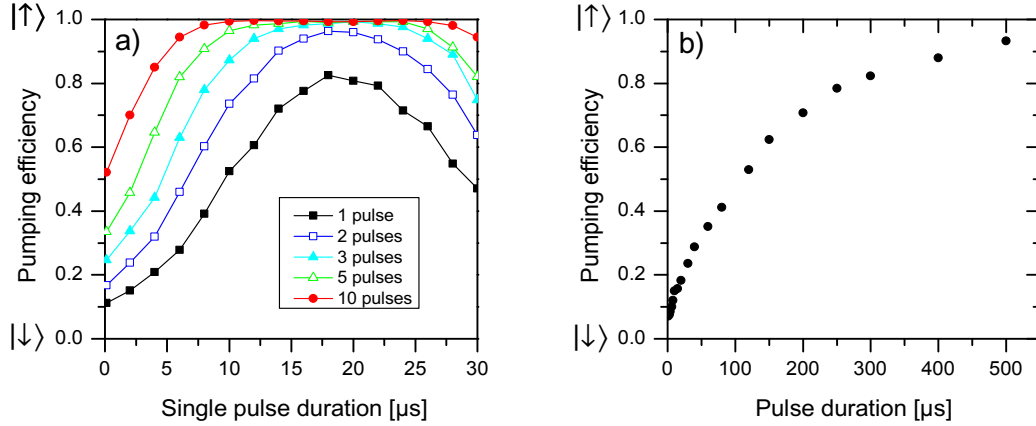 |↑⟩
1.0
0.8
0.6
0.4
0.2
0.0
|↓⟩
Pumping efficiency
a)
1 pulse
2 pulses
3 pulses
5 pulses
10 pulses
0 5 10 15 20 25 30
Single pulse duration [µs]
|↑⟩
1.0
0.8
0.6
0.4
0.2
0.0
|↓⟩
Pumping efficiency
b)
0 100 200 300 400 500
Pulse duration [µs]